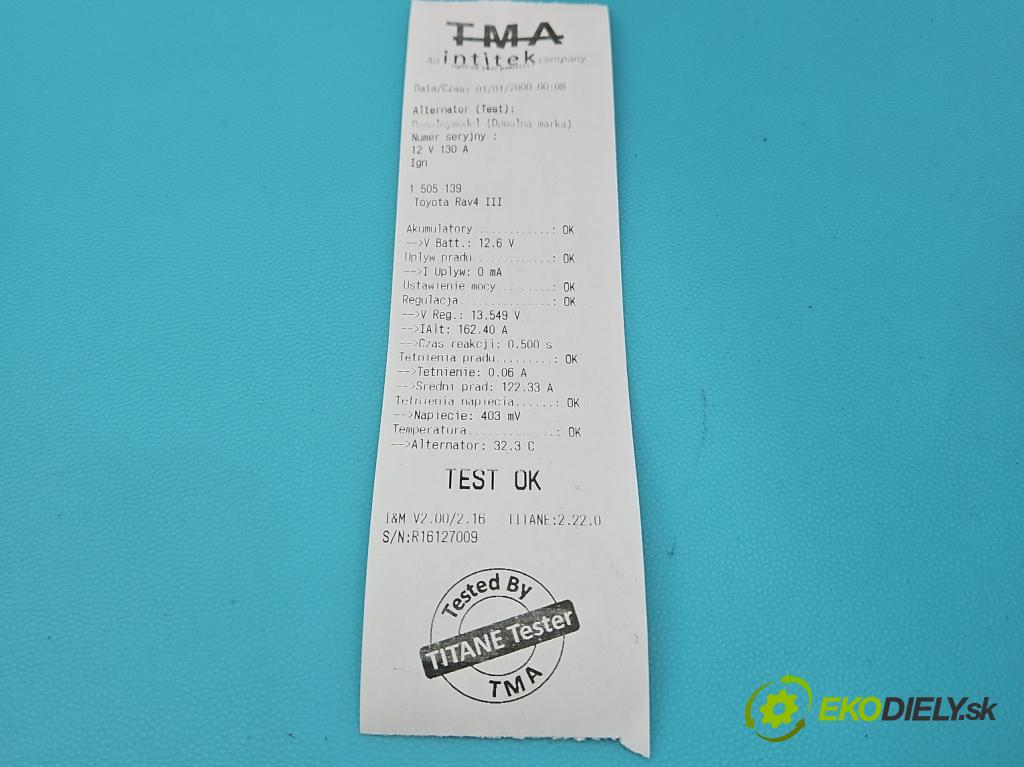 TMA
An intitek company
Data/Czas: 01/01/2000 00:08
Alternator (Test):
(Dowolna marka)
Numer seryjny :
12 V 130 A
Ign
1 505 139
Toyota Rav4 III
Akumulatory.............: OK
-->V Batt.: 12.6 V
Uplyw pradu.............: OK
-->I Uplyw: 0 mA
Ustawienie mocy.........: OK
Regulacja...............: OK
-->V Reg.: 13.549 V
-->IAlt: 162.40 A
-->Czas reakcji: 0.500 s
Tetnienia pradu.........: OK
-->Tetnienie: 0.06 A
-->Sredni prad: 122.33 A
Tetnienia napiecia......: OK
-->Napiecie: 403 mV
Temperatura.............: OK
-->Alternator: 32.3 C
TEST OK
I&M V2.00/2.16 TITANE:2.22.0
S/N:R16127009
Tested By
TITANE Tester
TMA
EKODIELY.sk